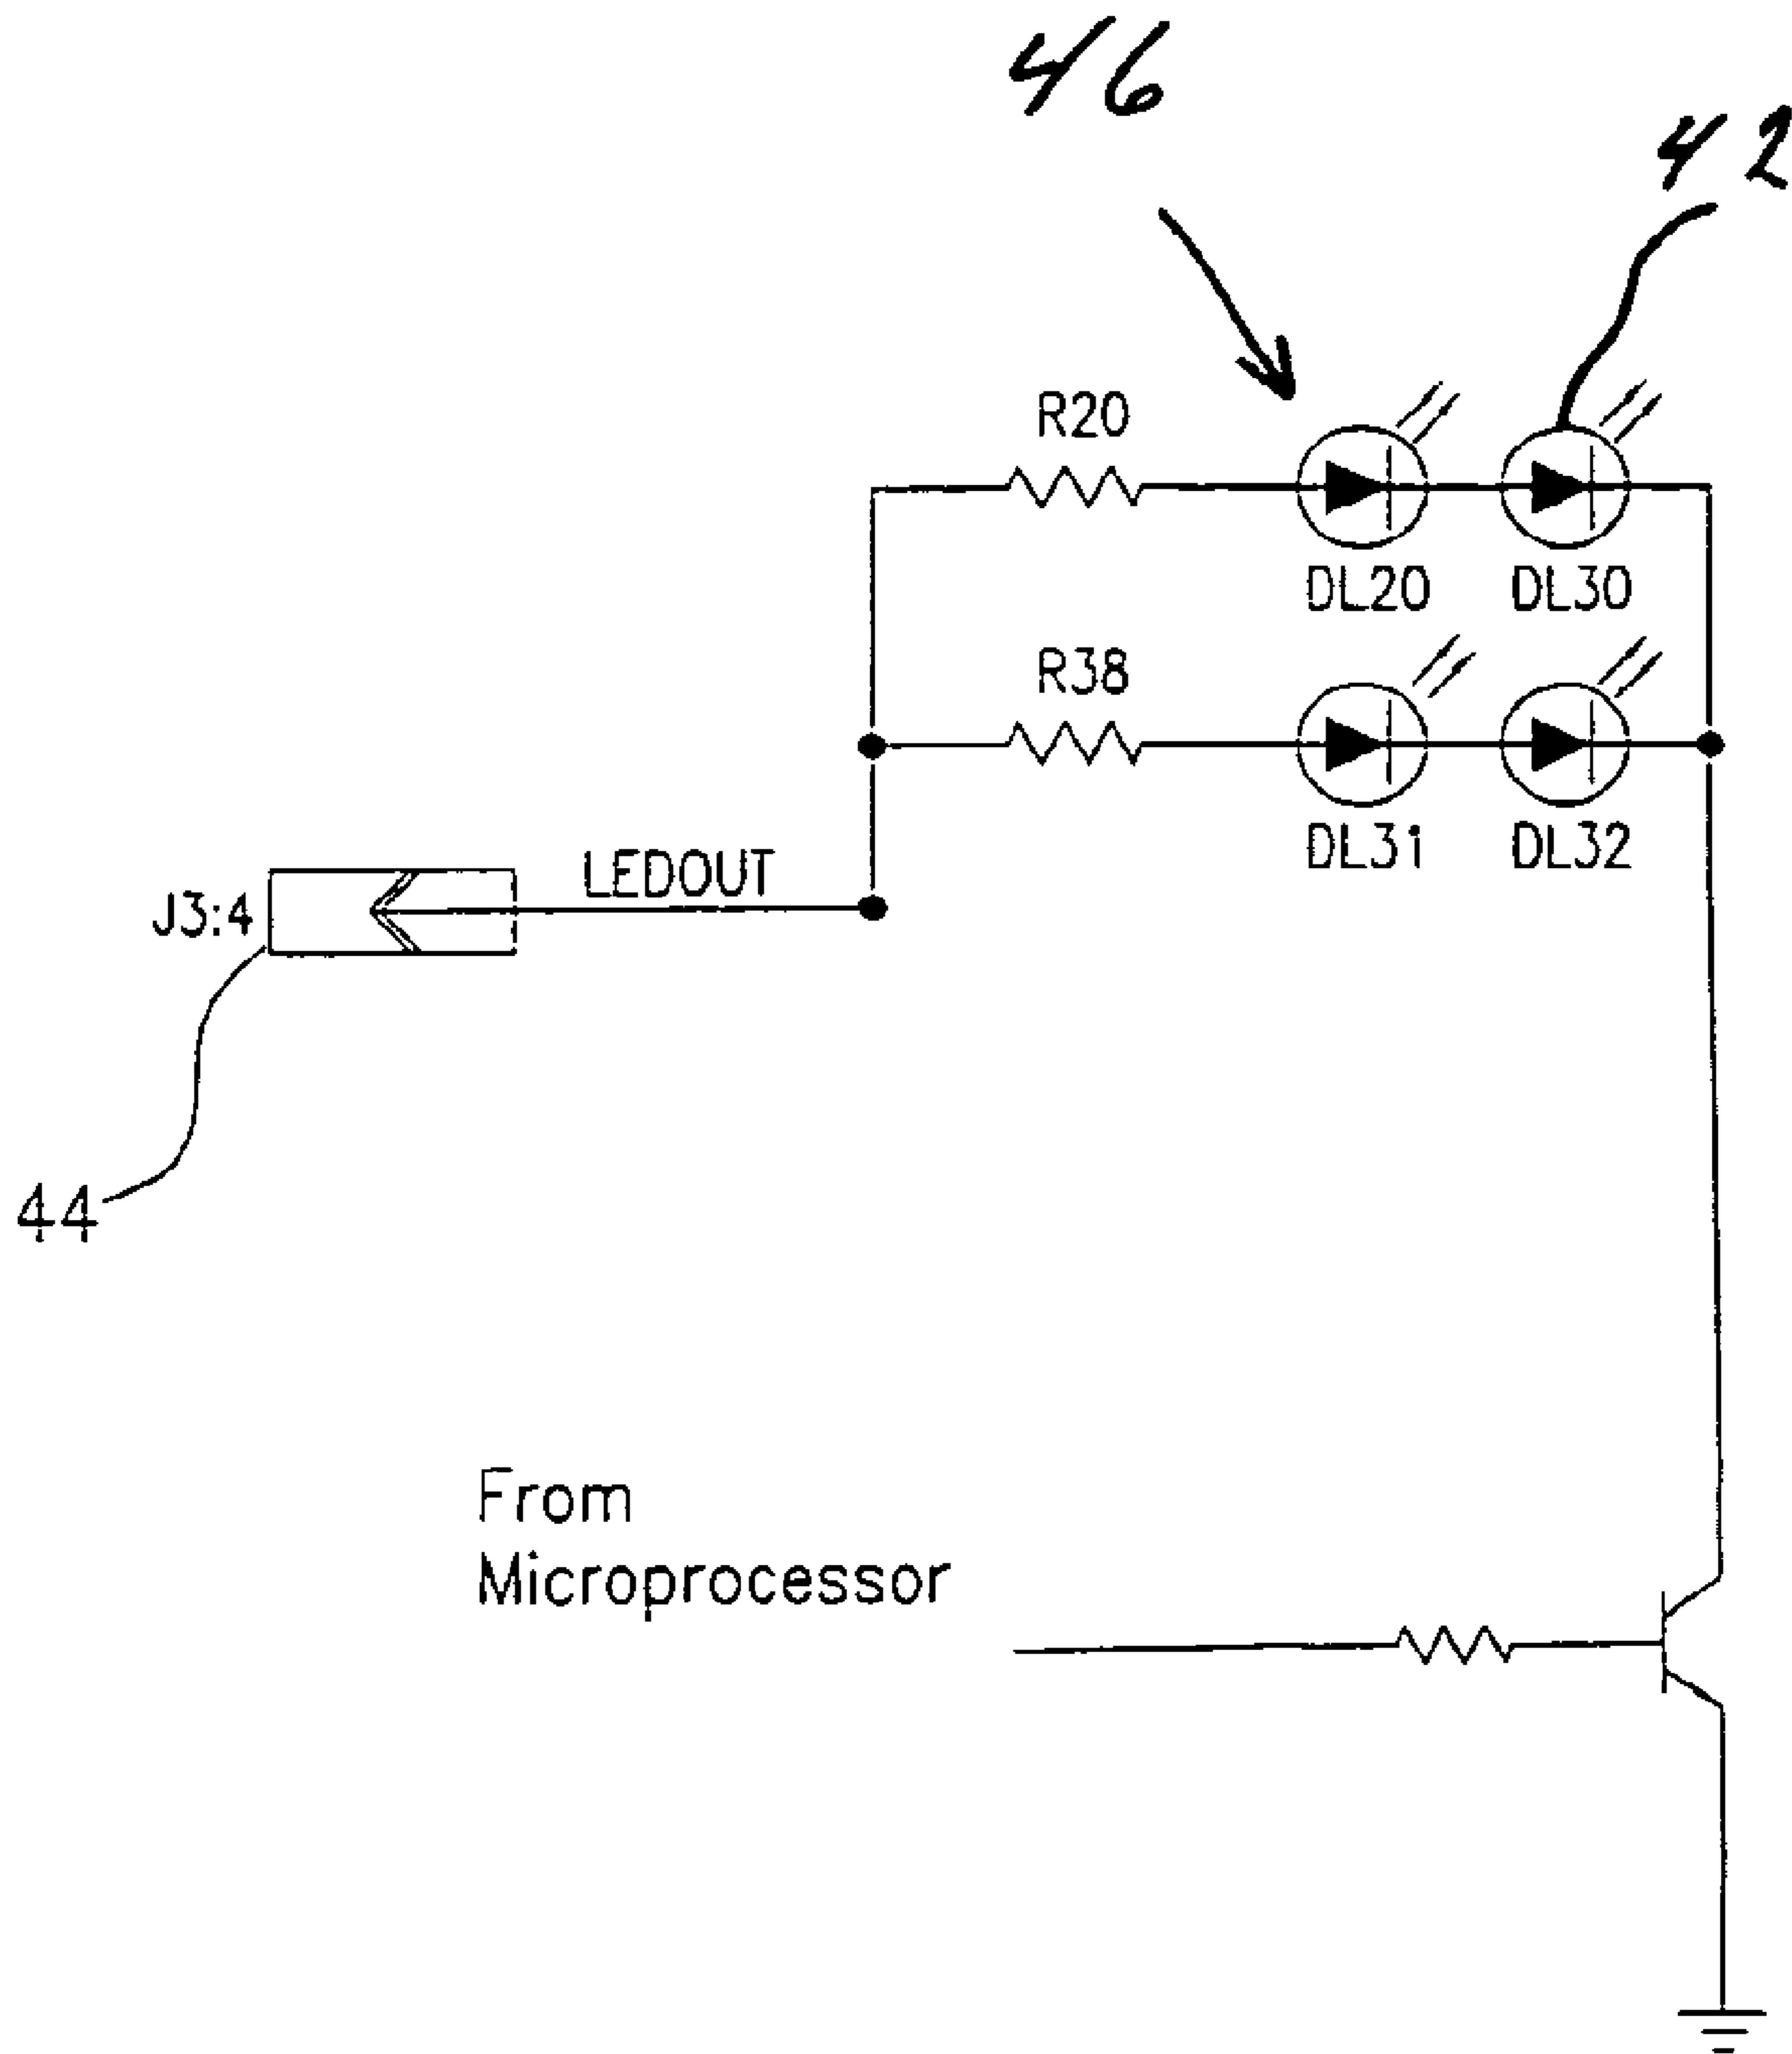 46
42
R20
DL20
DL30
R38
DL31
DL32
LEDOUT
J3:4
44
From
Microprocessor